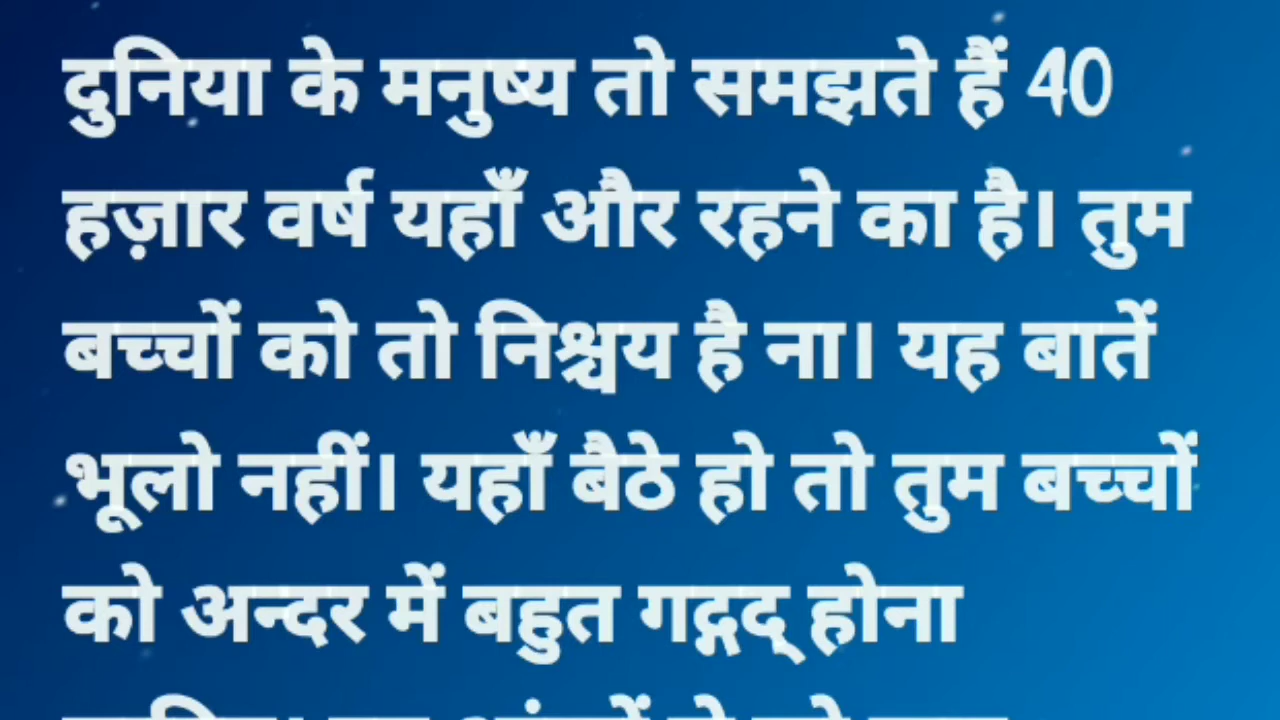 दुनिया के मनुष्य तो समझते हैं 40
हज़ार वर्ष यहाँ और रहने का है। तुम
बच्चों को तो निश्चय है ना। यह बातें
भूलो नहीं। यहाँ बैठे हो तो तुम बच्चों
को अन्दर में बहुत गद्गद् होना